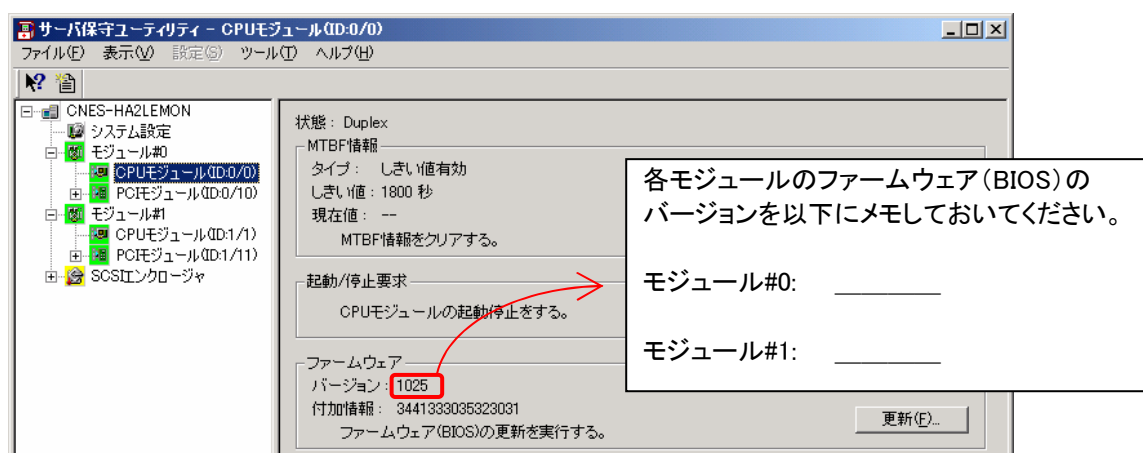 サーバ保守ユーティリティ - CPUモジュール(ID:0/0)
ファイル(F) 表示(V) 設定(S) ツール(T) ヘルプ(H)
CNES-HA2LEMON
システム設定
モジュール#0
CPUモジュール(ID:0/0)
PCIモジュール(ID:0/10)
モジュール#1
CPUモジュール(ID:1/1)
PCIモジュール(ID:1/11)
SCSIエンクロージャ
状態: Duplex
MTBF情報
タイプ: しきい値有効
しきい値: 1800 秒
現在値: --
MTBF情報をクリアする。
起動/停止要求
CPUモジュールの起動停止をする。
ファームウェア
バージョン: 1025
付加情報: 3441333035323031
ファームウェア(BIOS)の更新を実行する。
更新(F)...
各モジュールのファームウェア(BIOS)の
バージョンを以下にメモしておいてください。
モジュール#0: ________
モジュール#1: ________